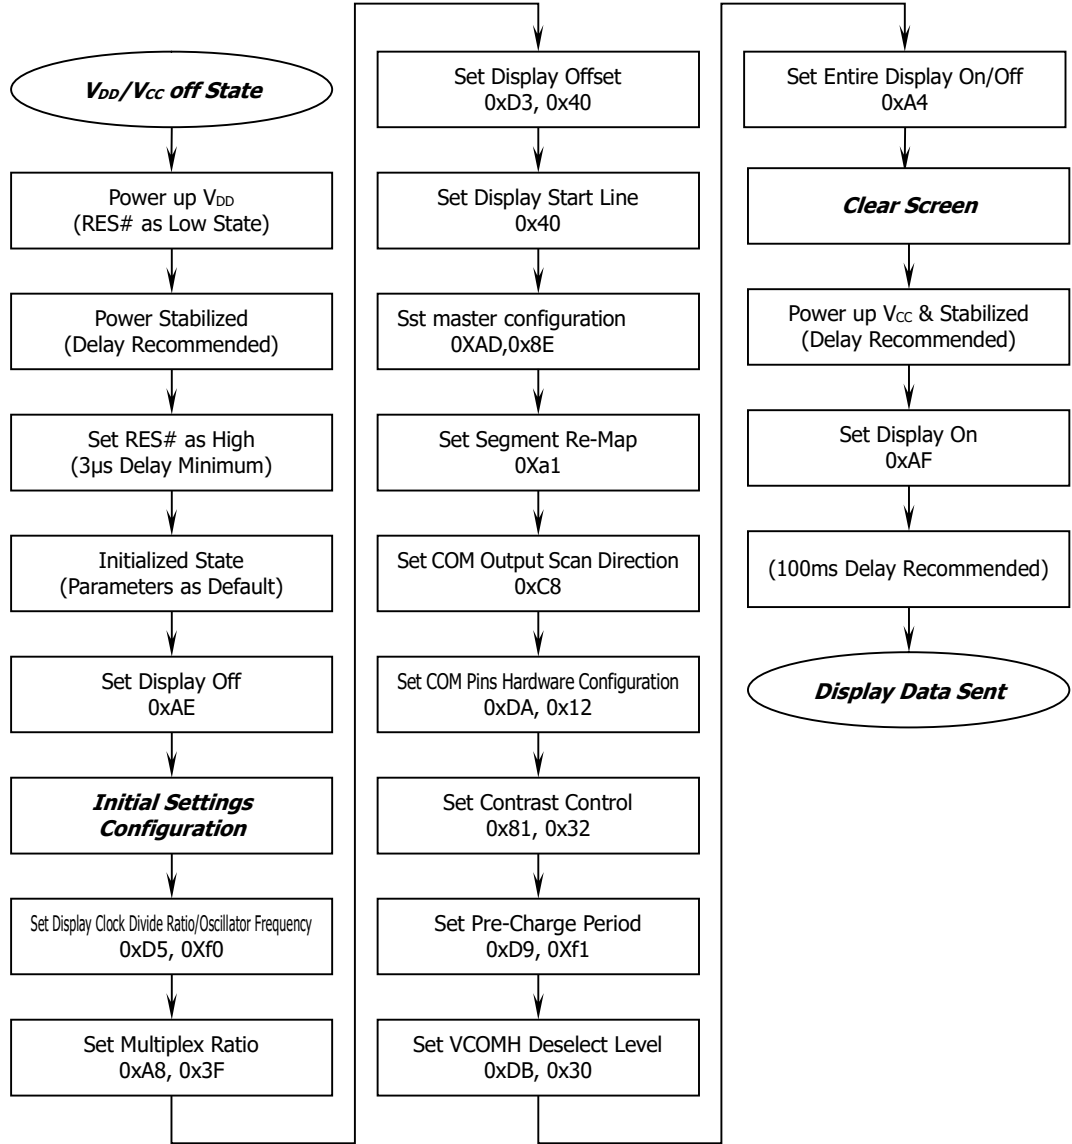 V_DD/V_CC off State
Power up V_DD
(RES# as Low State)
Power Stabilized
(Delay Recommended)
Set RES# as High
(3μs Delay Minimum)
Initialized State
(Parameters as Default)
Set Display Off
0xAE
Initial Settings
Configuration
Set Display Clock Divide Ratio/Oscillator Frequency
0xD5, 0Xf0
Set Multiplex Ratio
0xA8, 0x3F
Set Display Offset
0xD3, 0x40
Set Display Start Line
0x40
Sst master configuration
0XAD,0x8E
Set Segment Re-Map
0Xa1
Set COM Output Scan Direction
0xC8
Set COM Pins Hardware Configuration
0xDA, 0x12
Set Contrast Control
0x81, 0x32
Set Pre-Charge Period
0xD9, 0Xf1
Set VCOMH Deselect Level
0xDB, 0x30
Set Entire Display On/Off
0xA4
Clear Screen
Power up V_CC & Stabilized
(Delay Recommended)
Set Display On
0xAF
(100ms Delay Recommended)
Display Data Sent